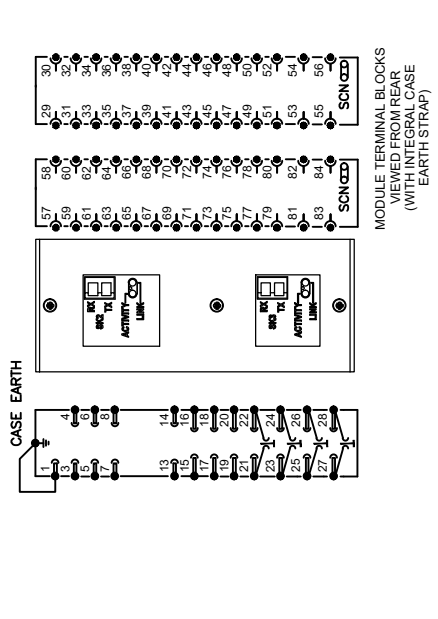 30 32 34 36 38 40 42 44 46 48 50 52 54 56
29 31 33 35 37 39 41 43 45 47 49 51 53 55
SCN
58 60 62 64 66 68 70 72 74 76 78 80 82 84
57 59 61 63 65 67 69 71 73 75 77 79 81 83
SCN
MODULE TERMINAL BLOCKS
VIEWED FROM REAR
(WITH INTEGRAL CASE
EARTH STRAP)
RX
TX
SK2
ACTIVITY
LINK
RX
TX
SK3
ACTIVITY
LINK
CASE EARTH
4 6 8 14 16 18 20 22 24 26 28
1 3 5 7 13 15 17 19 21 23 25 27